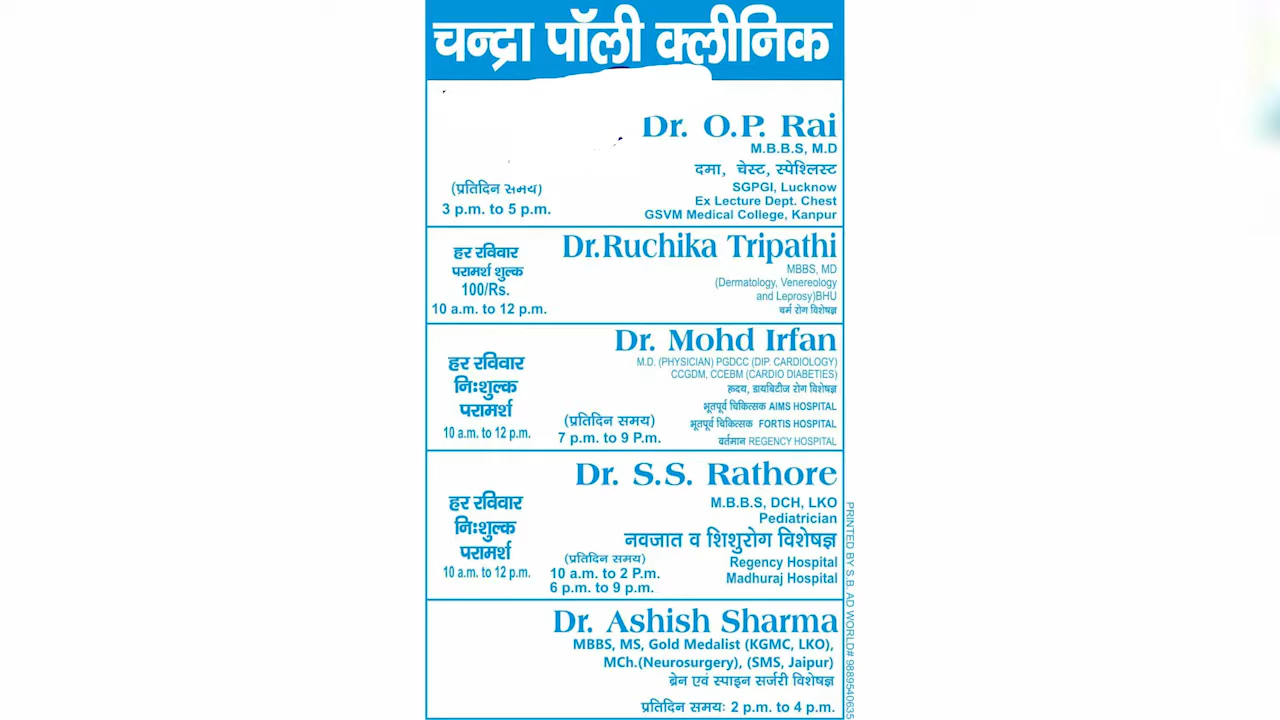 चन्द्रा पॉली क्लीनिक
Dr. O.P. Rai
M.B.B.S, M.D
दमा, चेस्ट, स्पेश्लिस्ट
SGPGI, Lucknow
Ex Lecture Dept. Chest
GSVM Medical College, Kanpur
(प्रतिदिन समय)
3 p.m. to 5 p.m.
हर रविवार
परामर्श शुल्क
100/Rs.
10 a.m. to 12 p.m.
Dr.Ruchika Tripathi
MBBS, MD
(Dermatology, Venereology
and Leprosy)BHU
चर्म रोग विशेषज्ञ
हर रविवार
निःशुल्क
परामर्श
10 a.m. to 12 p.m.
Dr. Mohd Irfan
M.D. (PHYSICIAN) PGDCC (DIP. CARDIOLOGY)
CCGDM, CCEBM (CARDIO DIABETIES)
हृदय, डायबिटीज रोग विशेषज्ञ
भूतपूर्व चिकित्सक AIMS HOSPITAL
भूतपूर्व चिकित्सक FORTIS HOSPITAL
वर्तमान REGENCY HOSPITAL
(प्रतिदिन समय)
7 p.m. to 9 P.m.
हर रविवार
निःशुल्क
परामर्श
10 a.m. to 12 p.m.
Dr. S.S. Rathore
M.B.B.S, DCH, LKO
Pediatrician
नवजात व शिशुरोग विशेषज्ञ
Regency Hospital
Madhuraj Hospital
(प्रतिदिन समय)
10 a.m. to 2 P.m.
6 p.m. to 9 p.m.
Dr. Ashish Sharma
MBBS, MS, Gold Medalist (KGMC, LKO),
MCh.(Neurosurgery), (SMS, Jaipur)
ब्रेन एवं स्पाइन सर्जरी विशेषज्ञ
प्रतिदिन समयः 2 p.m. to 4 p.m.
PRINTED BY S.B. AD WORLD# 9889540635